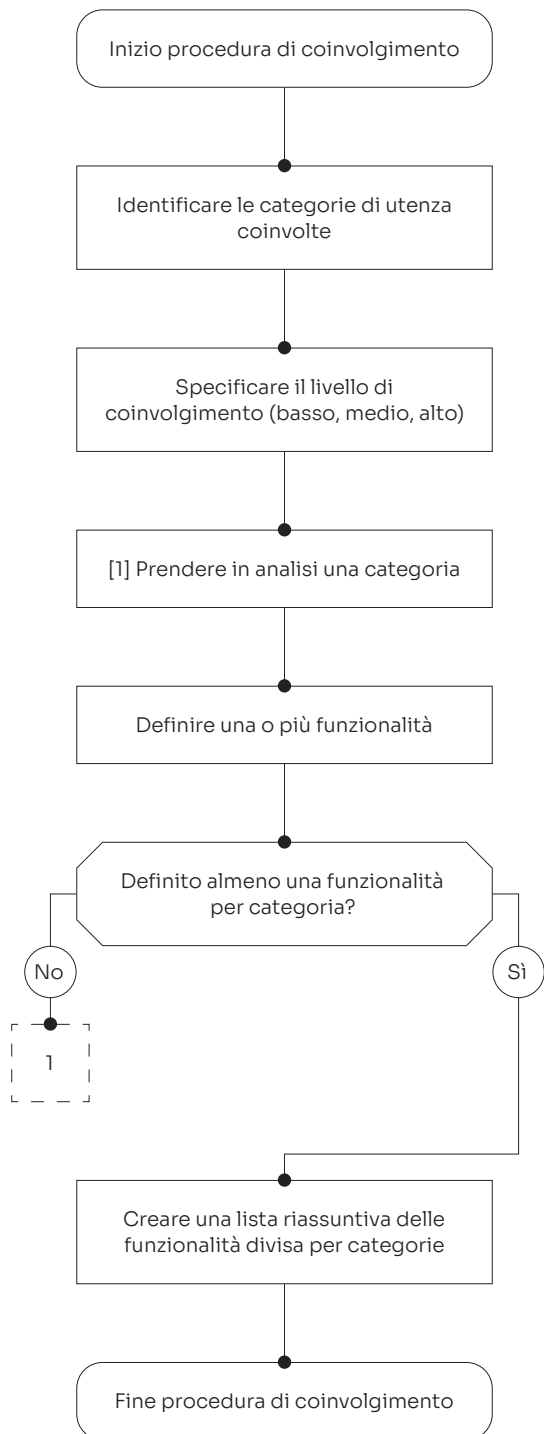 Inizio procedura di coinvolgimento
Identificare le categorie di utenza
coinvolte
Specificare il livello di
coinvolgimento (basso, medio, alto)
[1] Prendere in analisi una categoria
Definire una o più funzionalità
Definito almeno una funzionalità
per categoria?
No
Sì
1
Creare una lista riassuntiva delle
funzionalità divisa per categorie
Fine procedura di coinvolgimento